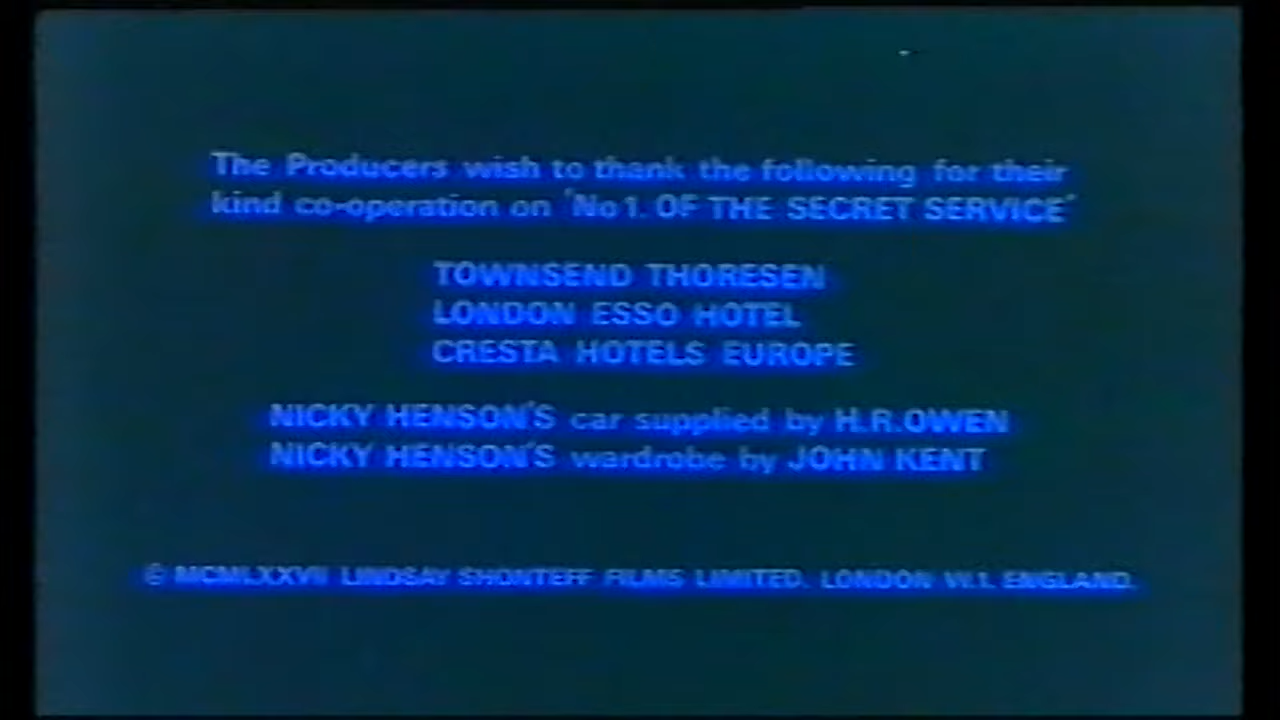 The Producers wish to thank the following for their
kind co-operation on 'No1. OF THE SECRET SERVICE'
TOWNSEND THORESEN
LONDON ESSO HOTEL
CRESTA HOTELS EUROPE
NICKY HENSON'S car supplied by H.R.OWEN
NICKY HENSON'S wardrobe by JOHN KENT
© MCMLXXVII LINDSAY SHONTEFF FILMS LIMITED. LONDON W.1. ENGLAND.